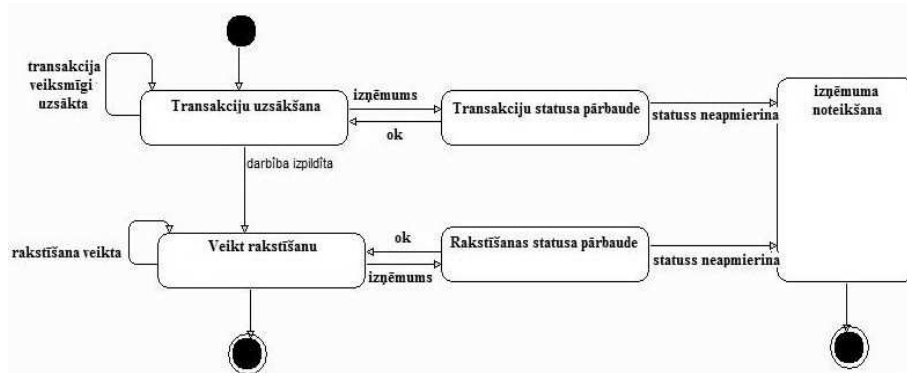 transakcija
veiksmīgi
uzsākta
Transakciju uzsākšana
izņēmums
ok
Transakciju statusa pārbaude
statuss neapmierina
izņēmuma
noteikšana
darbība izpildīta
rakstīšana veikta
Veikt rakstīšanu
ok
izņēmums
Rakstīšanas statusa pārbaude
statuss neapmierina